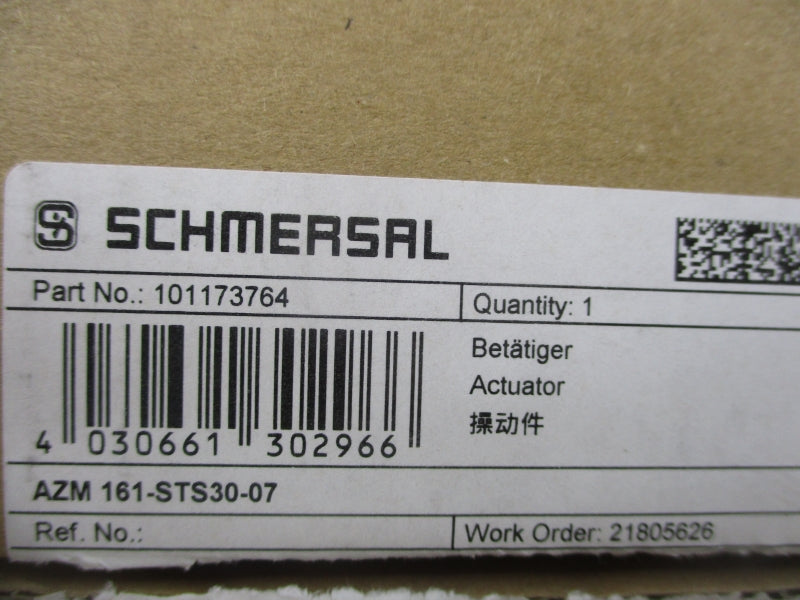 SCHMERSAL
Part No.: 101173764
Quantity: 1
Betätiger
Actuator
操动件
4 030661 302966
AZM 161-STS30-07
Ref. No.:
Work Order: 21805626